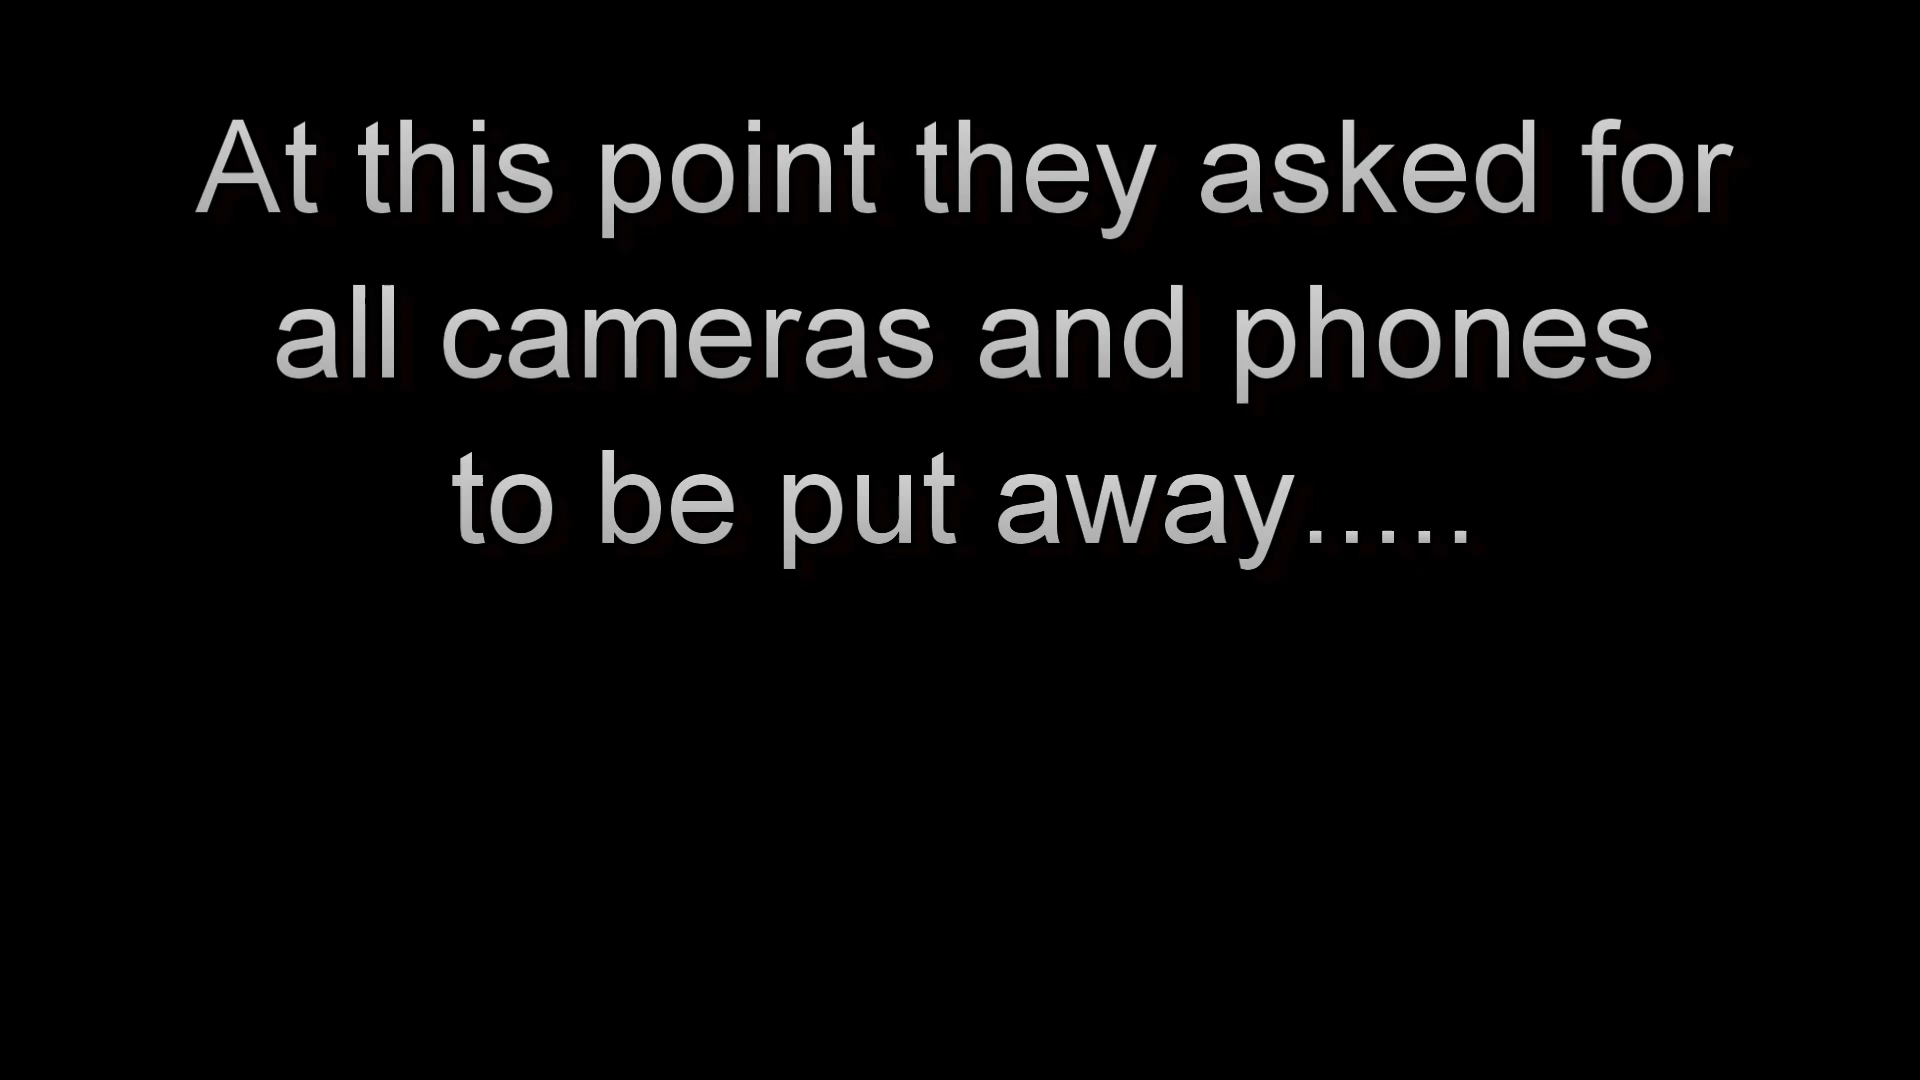 At this point they asked for
all cameras and phones
to be put away.....